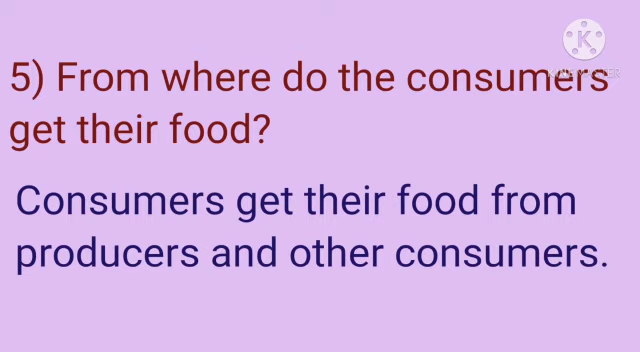 5) From where do the consumers
get their food?
Consumers get their food from
producers and other consumers.